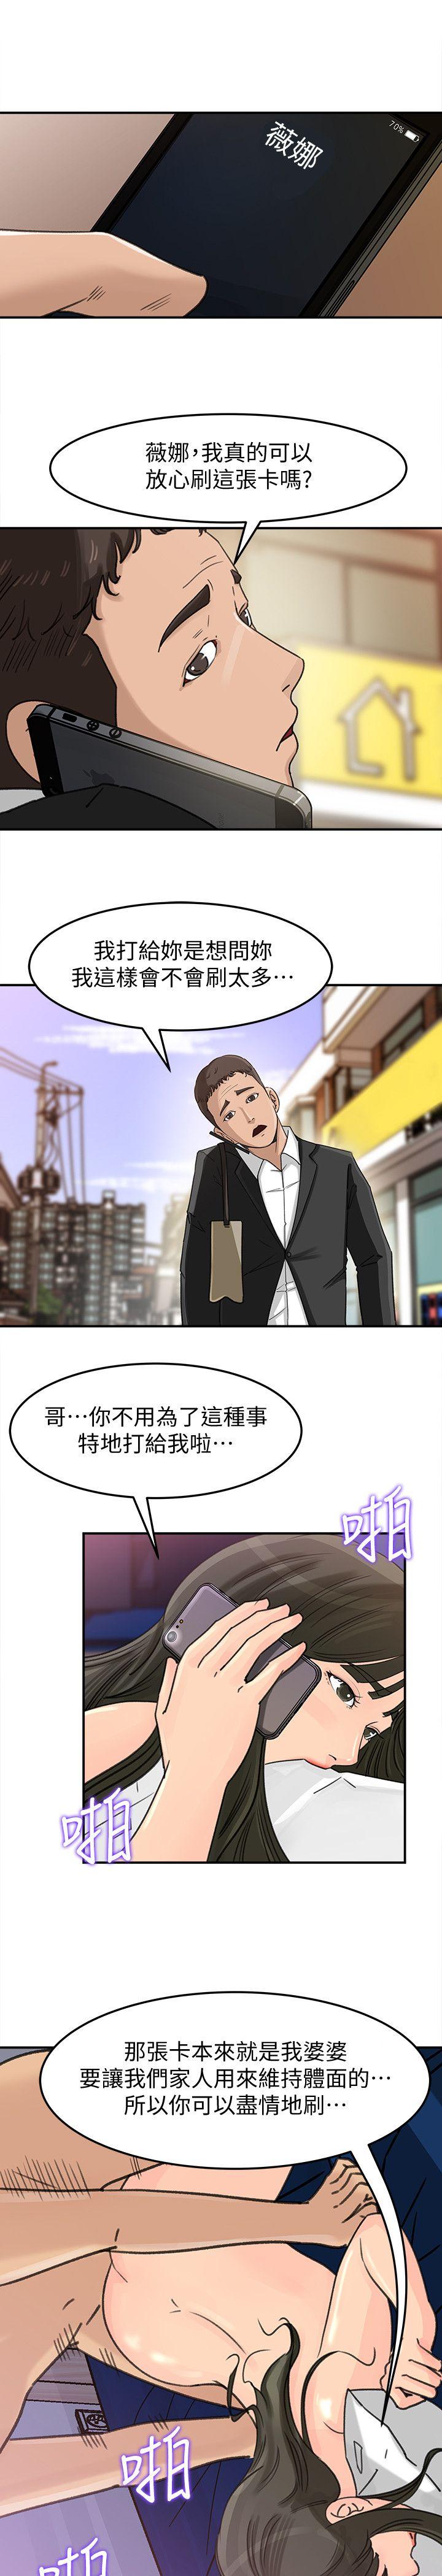 70%
薇娜
薇娜,我真的可以
放心刷這張卡嗎?
我打給妳是想問妳
我這樣會不會刷太多…
哥…你不用為了這種事
特地打給我啦…
啪
啪
那張卡本來就是我婆婆
要讓我們家人用來維持體面的…
所以你可以盡情地刷…
啪
啪